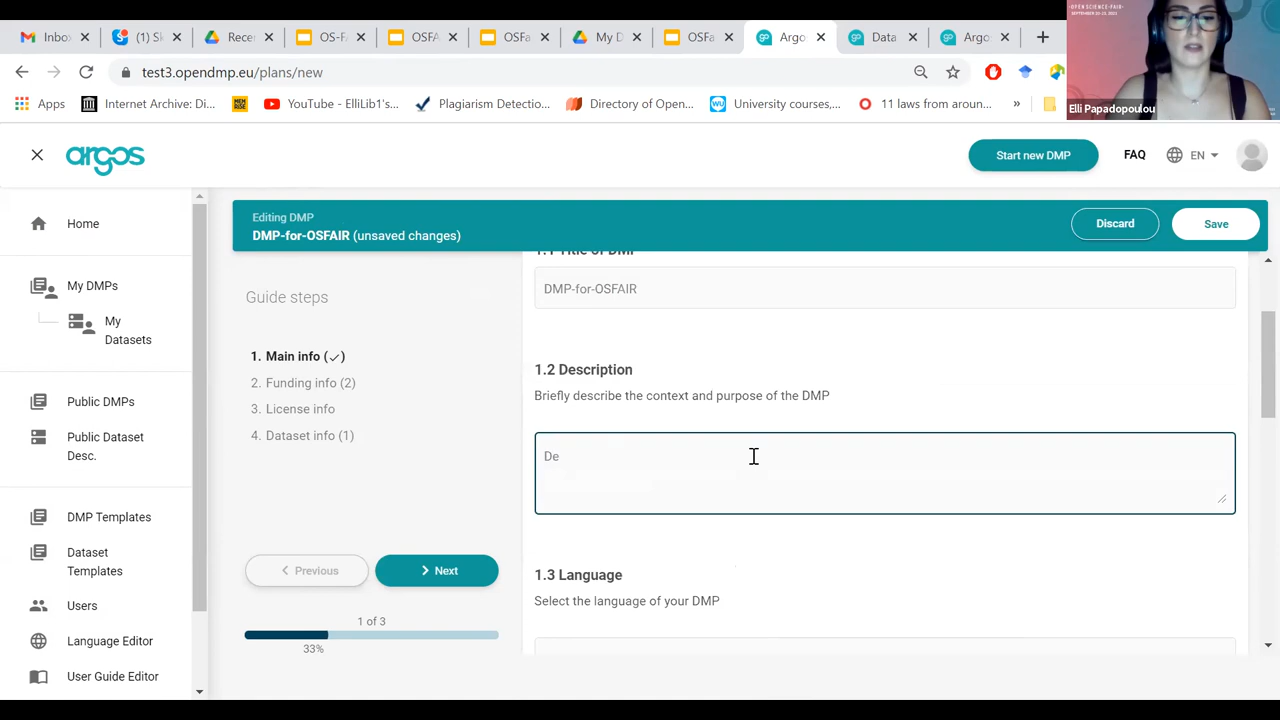 Inbo
(1) Sk
Rece
OS-FA
OSFA
OSFa
My D
OSFa
Argo
Data
Argo
OPEN SCIENCE FAIR
test3.opendmp.eu/plans/new
Apps
Internet Archive: Di...
YouTube - ElliLib1's...
Plagiarism Detectio...
Directory of Open...
University courses,...
11 laws from aroun...
»
Elli Papadopoulou
argos
Start new DMP
FAQ
EN
Home
My DMPs
My
Datasets
Public DMPs
Public Dataset
Desc.
DMP Templates
Dataset
Templates
Users
Language Editor
User Guide Editor
Editing DMP
DMP-for-OSFAIR (unsaved changes)
Discard
Save
Guide steps
1. Main info (✓)
2. Funding info (2)
3. License info
4. Dataset info (1)
Previous
Next
1 of 3
33%
1.1 Title of DMP
DMP-for-OSFAIR
1.2 Description
Briefly describe the context and purpose of the DMP
De
1.3 Language
Select the language of your DMP